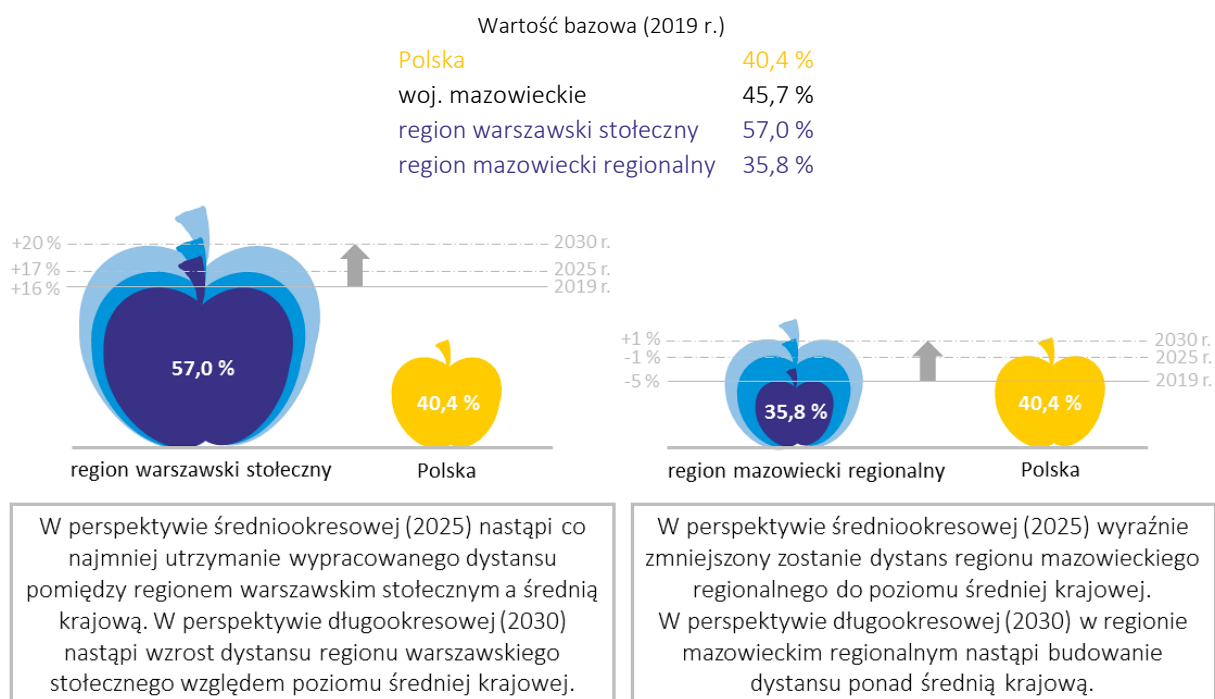 Wartość bazowa (2019 r.)
Polska 40,4 %
woj. mazowieckie 45,7 %
region warszawski stołeczny 57,0 %
region mazowiecki regionalny 35,8 %
+20 % 2030 r.
+17 % 2025 r.
+16 % 2019 r.
57,0 %
40,4 %
region warszawski stołeczny Polska
+1 % 2030 r.
-1 % 2025 r.
-5 % 2019 r.
35,8 %
40,4 %
region mazowiecki regionalny Polska
W perspektywie średniookresowej (2025) nastąpi co
najmniej utrzymanie wypracowanego dystansu
pomiędzy regionem warszawskim stołecznym a średnią
krajową. W perspektywie długookresowej (2030)
nastąpi wzrost dystansu regionu warszawskiego
stołecznego względem poziomu średniej krajowej.
W perspektywie średniookresowej (2025) wyraźnie
zmniejszony zostanie dystans regionu mazowieckiego
regionalnego do poziomu średniej krajowej.
W perspektywie długookresowej (2030) w regionie
mazowieckim regionalnym nastąpi budowanie
dystansu ponad średnią krajową.